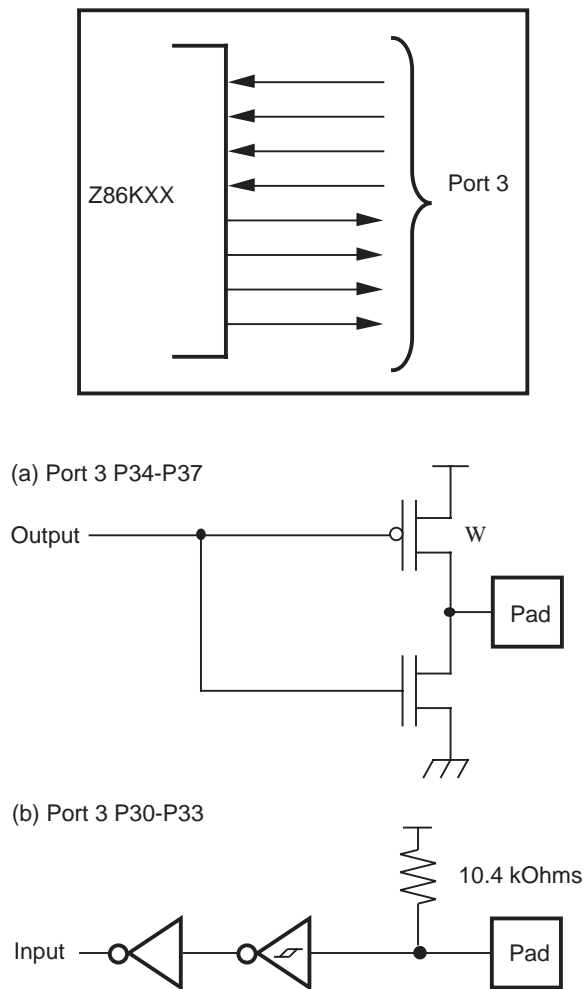 Z86KXX
Port 3
(a) Port 3 P34-P37
Output
W
Pad
(b) Port 3 P30-P33
10.4 kOhms
Input
Pad